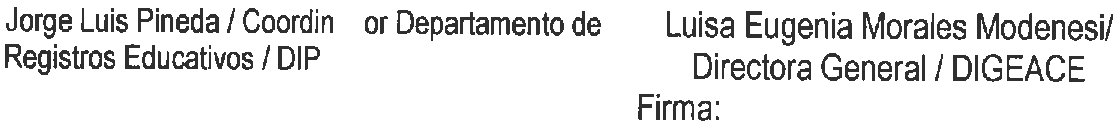 Jorge Luis Pineda / Coordin or Departamento de
Registros Educativos / DIP
Luisa Eugenia Morales Modenesi/
Directora General / DIGEACE
Firma: